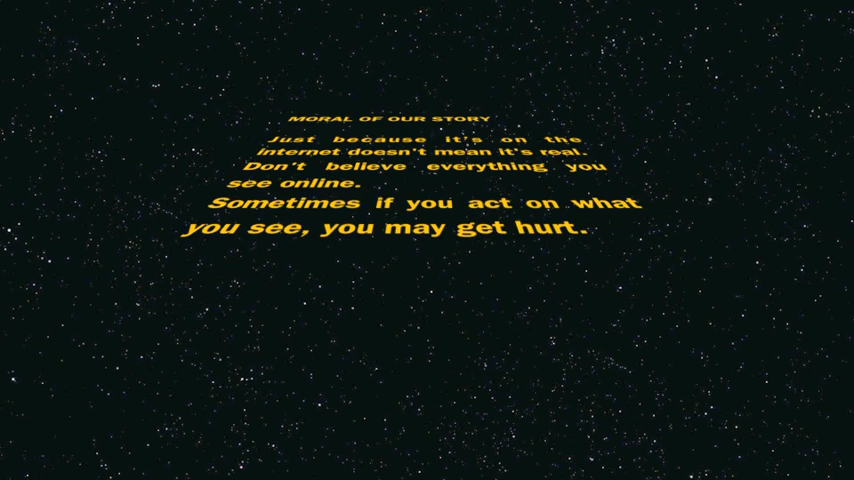 MORAL OF OUR STORY
Just because it's on the
internet doesn't mean it's real.
Don't believe everything you
see online.
Sometimes if you act on what
you see, you may get hurt.